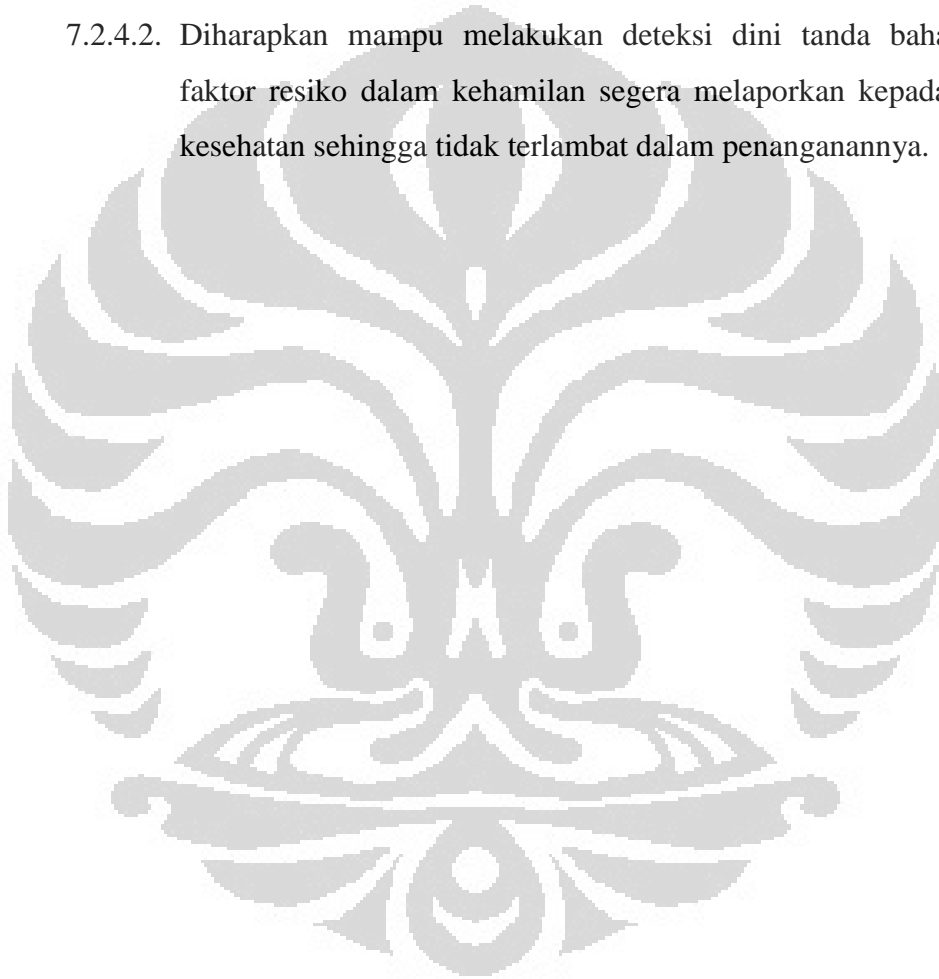 7.2.4.2. Diharapkan mampu melakukan deteksi dini tanda baha
faktor resiko dalam kehamilan segera melaporkan kepada
kesehatan sehingga tidak terlambat dalam penanganannya.